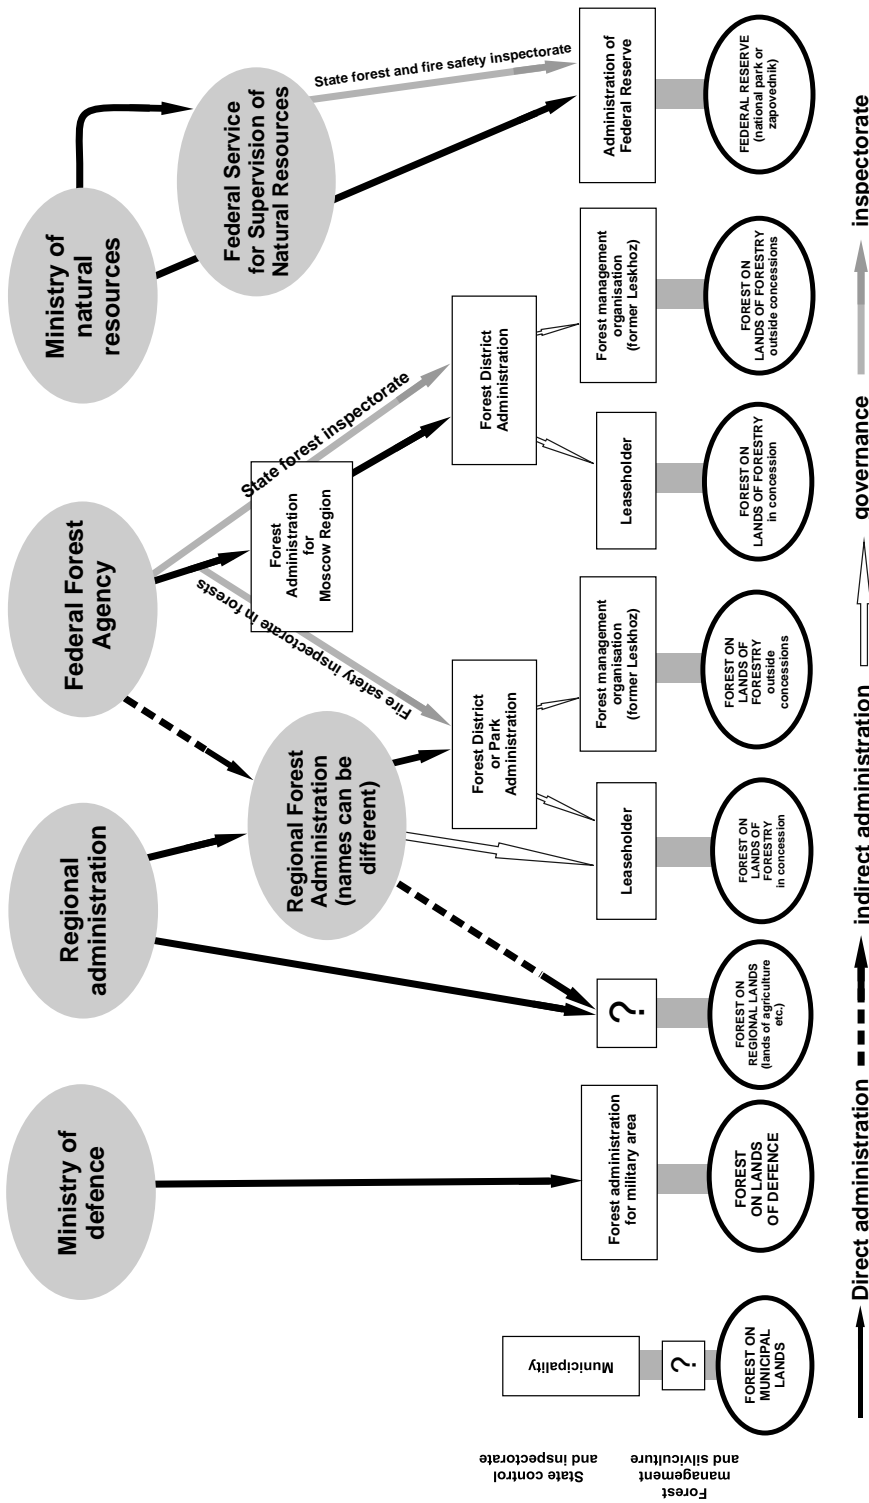 Ministry of
defence
Regional
administration
Federal Forest
Agency
Ministry of
natural
resources
Federal Service
for Supervision of
Natural Resources
Regional Forest
Administration
(names can be
different)
Forest
Administration
for
Moscow Region
State forest inspectorate
Fire safety inspectorate in forests
State forest and fire safety inspectorate
State control
and inspectorate
Municipality
Forest District
or Park
Administration
Forest District
Administration
Forest
management
and silviculture
?
Forest administration
for military area
?
Leaseholder
Forest management
organisation
(former Leskhoz)
Leaseholder
Forest management
organisation
(former Leskhoz)
Administration of
Federal Reserve
FOREST ON
MUNICIPAL
LANDS
FOREST
ON LANDS
OF DEFENCE
FOREST ON
REGIONAL LANDS
(lands of agriculture
etc.)
FOREST ON
LANDS OF
FORESTRY
in concession
FOREST ON
LANDS OF
FORESTRY
outside
concessions
FOREST ON
LANDS OF FORESTRY
in concession
FOREST ON
LANDS OF FORESTRY
outside concessions
FEDERAL RESERVE
(national park or
zapovednik)
Direct administration
indirect administration
governance
inspectorate